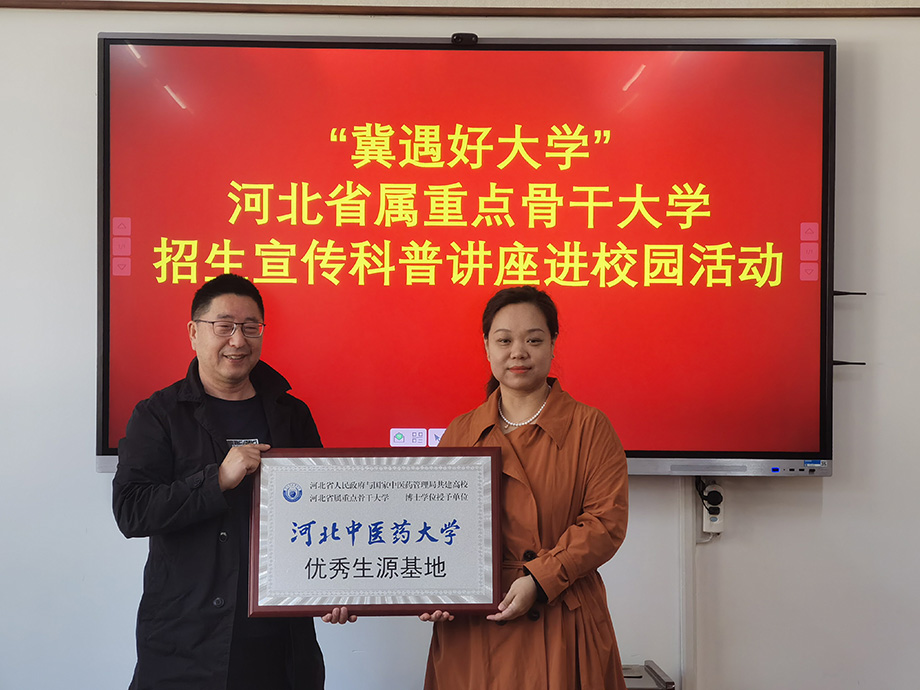 “冀遇好大学”
河北省属重点骨干大学
招生宣传科普讲座进校园活动
河北省人民政府与国家中医药管理局共建高校
河北省属重点骨干大学 博士学位授予单位
河北中医药大学
优秀生源基地